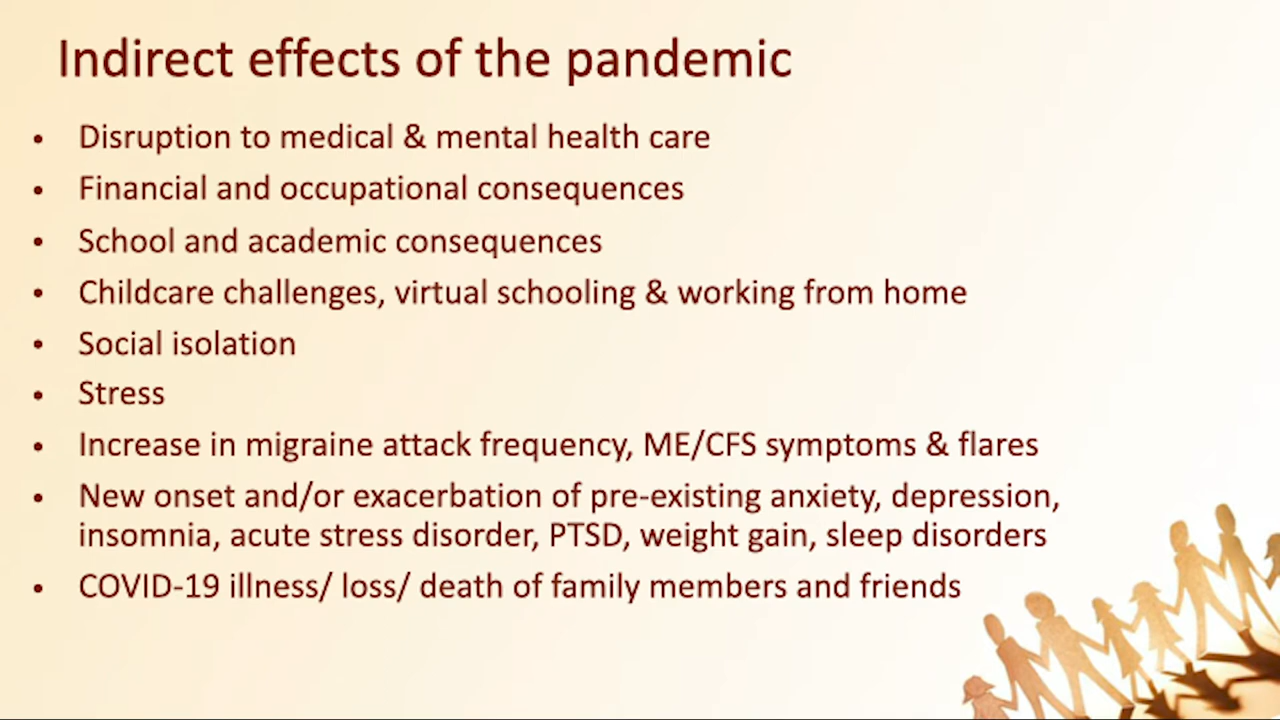 Indirect effects of the pandemic
• Disruption to medical & mental health care
• Financial and occupational consequences
• School and academic consequences
• Childcare challenges, virtual schooling & working from home
• Social isolation
• Stress
• Increase in migraine attack frequency, ME/CFS symptoms & flares
• New onset and/or exacerbation of pre-existing anxiety, depression,
insomnia, acute stress disorder, PTSD, weight gain, sleep disorders
• COVID-19 illness/ loss/ death of family members and friends